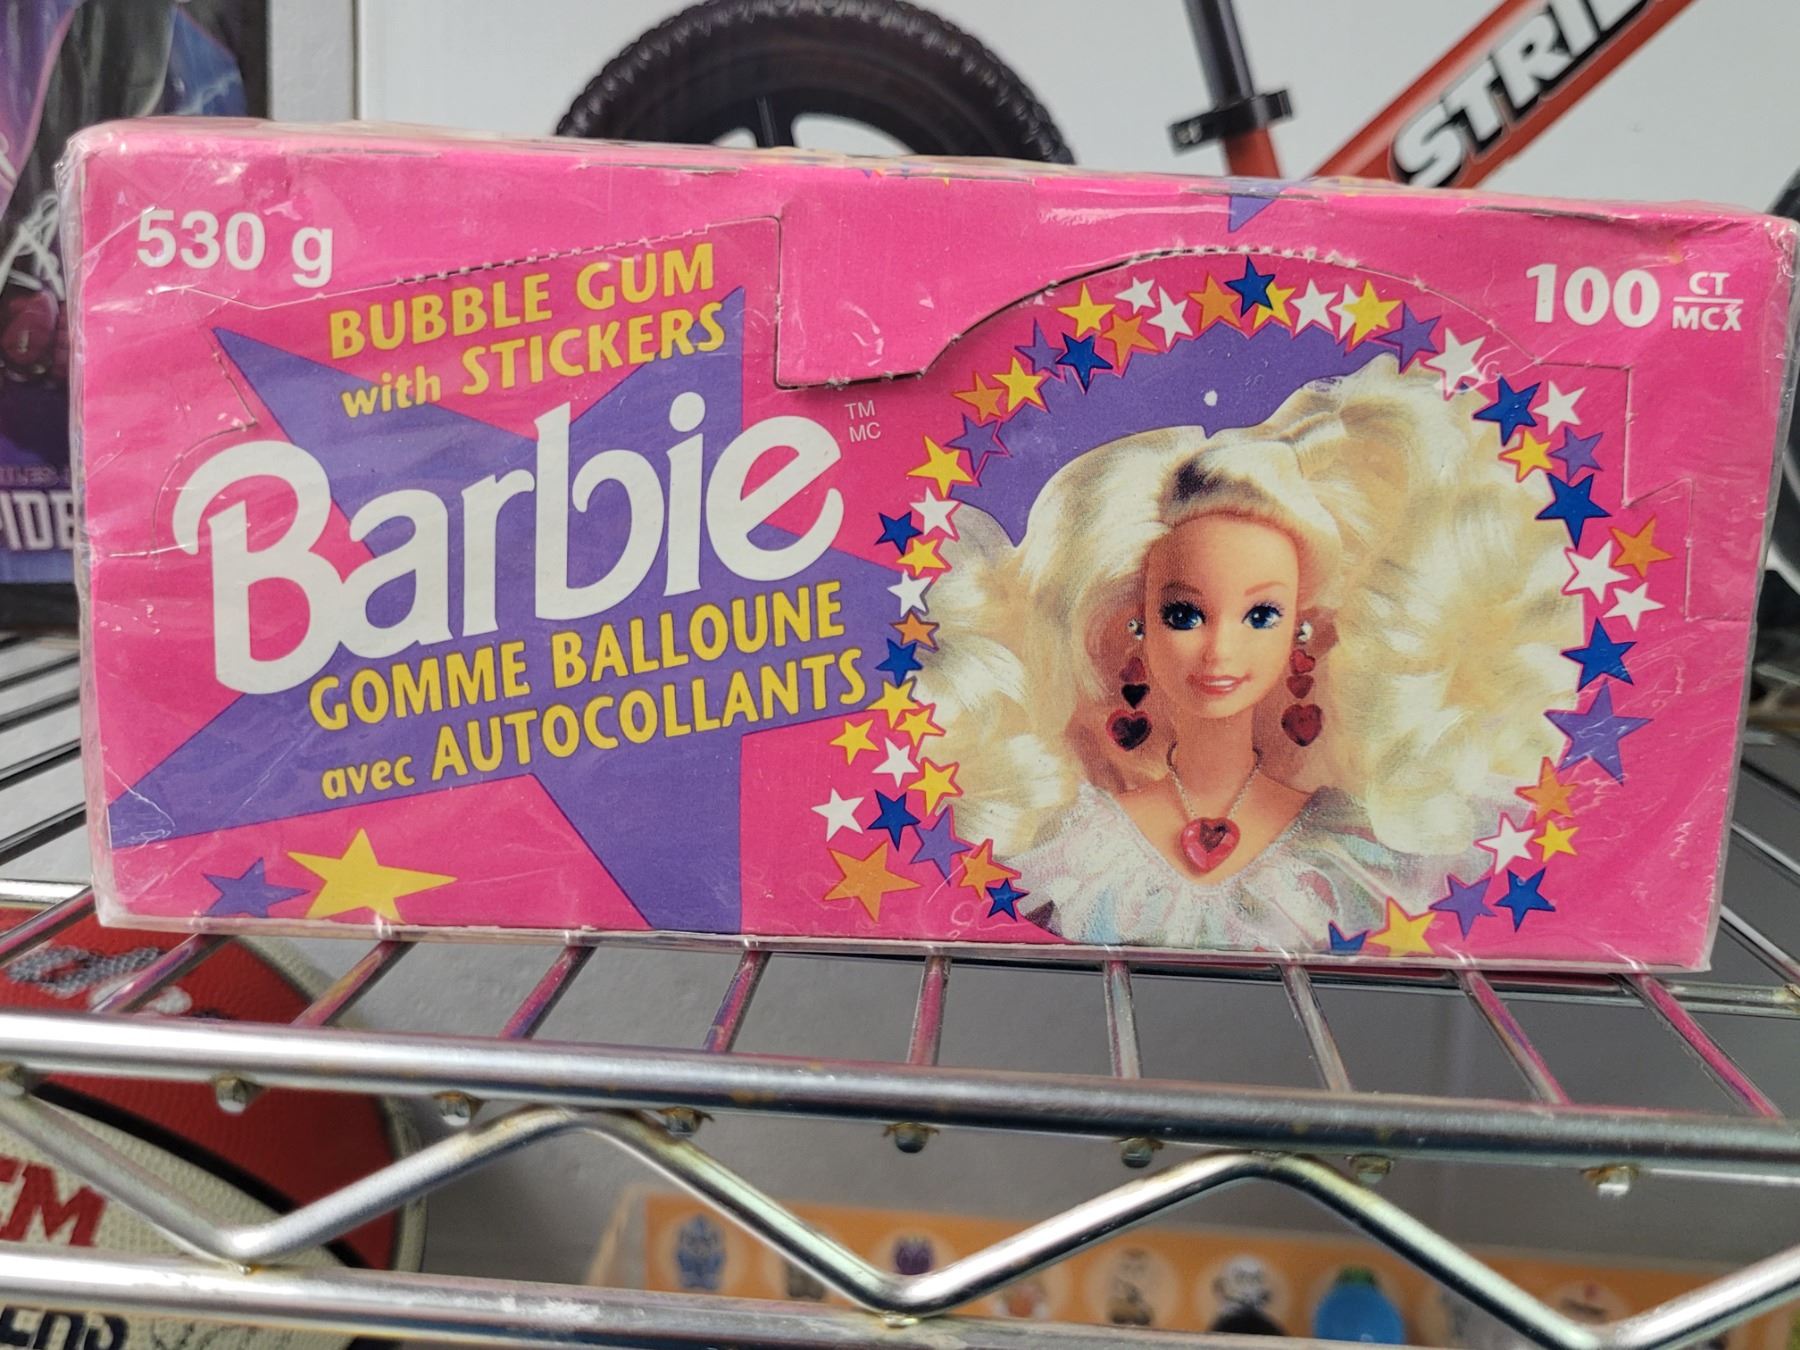 STRI
530 g
BUBBLE GUM
with STICKERS
Barbie
TM
MC
GOMME BALLOUNE
avec AUTOCOLLANTS
100 CT
MCX